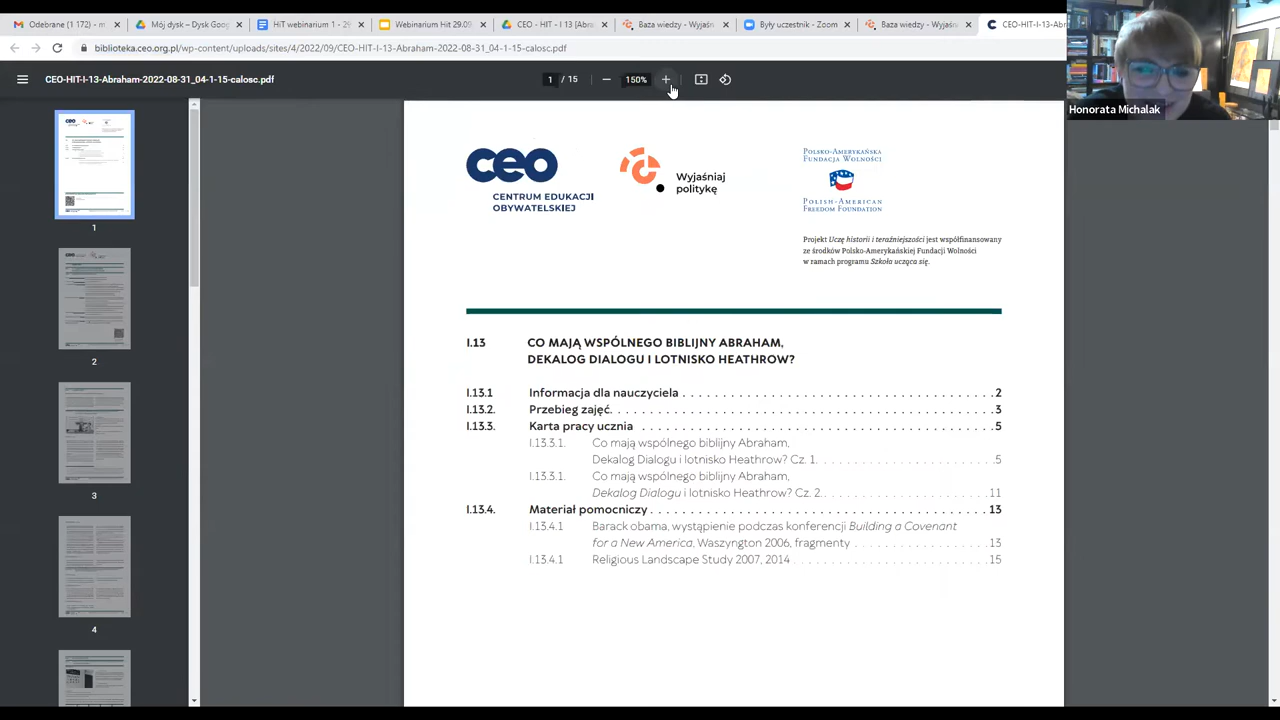 Odebrane (1 172) - m
Mój dysk – Dysk Goog
HiT webinarium 1 - 29
Webinarium Hit 29.09
CEO - HIT - I 13 [Abra
Baza wiedzy - Wyjaśn
Były uczestnik - Zoom
Baza wiedzy - Wyjaśn
CEO-HIT-I-13-Abr
biblioteka.ceo.org.pl/wp-content/uploads/sites/4/2022/09/CEO-HIT-I-13-Abraham-2022-08-31_04-1-15-calosc.pdf
CEO-HIT-I-13-Abraham-2022-08-31_04-1-15-calosc.pdf
1 / 15
150%
Honorata Michalak
1
2
3
4
ceo
CENTRUM EDUKACJI
OBYWATELSKIEJ
Wyjaśniaj
politykę
POLSKO-AMERYKAŃSKA
FUNDACJA WOLNOŚCI
POLISH-AMERICAN
FREEDOM FOUNDATION
Projekt Uczę historii i teraźniejszości jest współfinansowany
ze środków Polsko-Amerykańskiej Fundacji Wolności
w ramach programu Szkoła ucząca się.
I.13 CO MAJĄ WSPÓLNEGO BIBLIJNY ABRAHAM,
DEKALOG DIALOGU I LOTNISKO HEATHROW?
I.13.1 Informacja dla nauczyciela 2
I.13.2. Przebieg zajęć. 3
I.13.3. Karta pracy ucznia 5
I.13.3.1. Co mają wspólnego biblijny Abraham,
Dekalog Dialogu i lotnisko Heathrow? Cz. 1. 5
I.13.3.1. Co mają wspólnego biblijny Abraham,
Dekalog Dialogu i lotnisko Heathrow? Cz. 2. 11
I.13.4. Materiał pomocniczy 13
I.13.4.1 Barack obama, wystąpienie podczas konferencji Building a Covenant
for a New America, Waszyngton 2006, fragmenty 13
I.13.4.1 Religious Landscape Study 2007, 2014 15